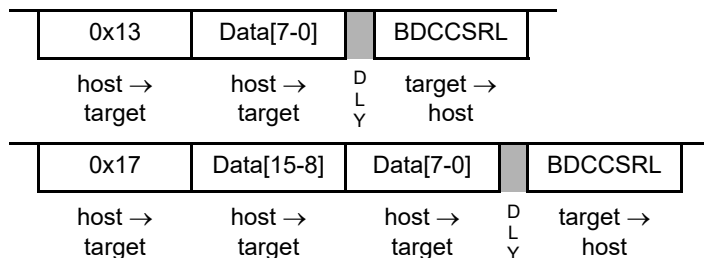 0x13 Data[7-0] BDCCSRL
host → host → D target →
target target L host
Y
0x17 Data[15-8] Data[7-0] BDCCSRL
host → host → host → D target →
target target target L host
Y